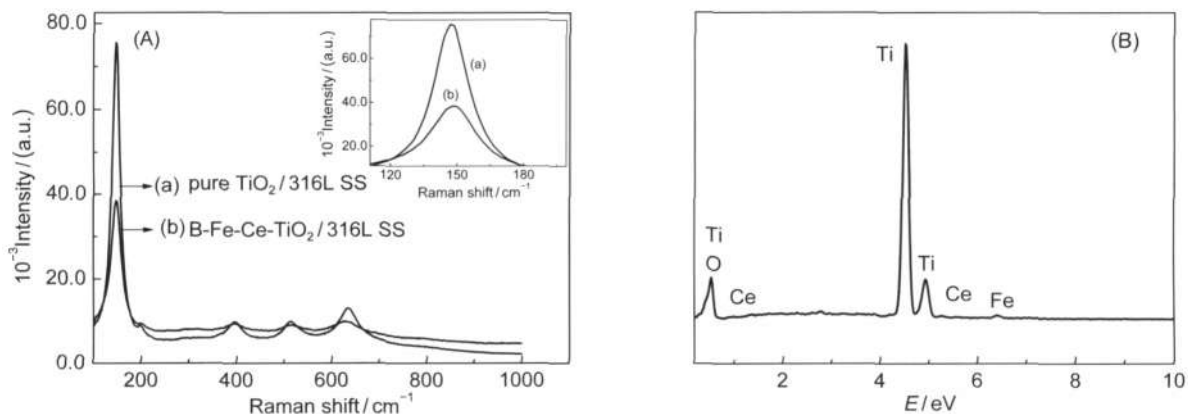 80.0
(A)
60.0
40.0
20.0
0.0
10⁻³Intensity / (a.u.)
200
400
600
800
1000
Raman shift / cm⁻¹
(a) pure TiO₂ / 316L SS
(b) B-Fe-Ce-TiO₂ / 316L SS
60.0
40.0
20.0
10⁻³Intensity / (a.u.)
(a)
(b)
120
150
180
Raman shift / cm⁻¹
(B)
Ti
Ti
O
Ce
Ti
Ce
Fe
2
4
6
8
10
E / eV